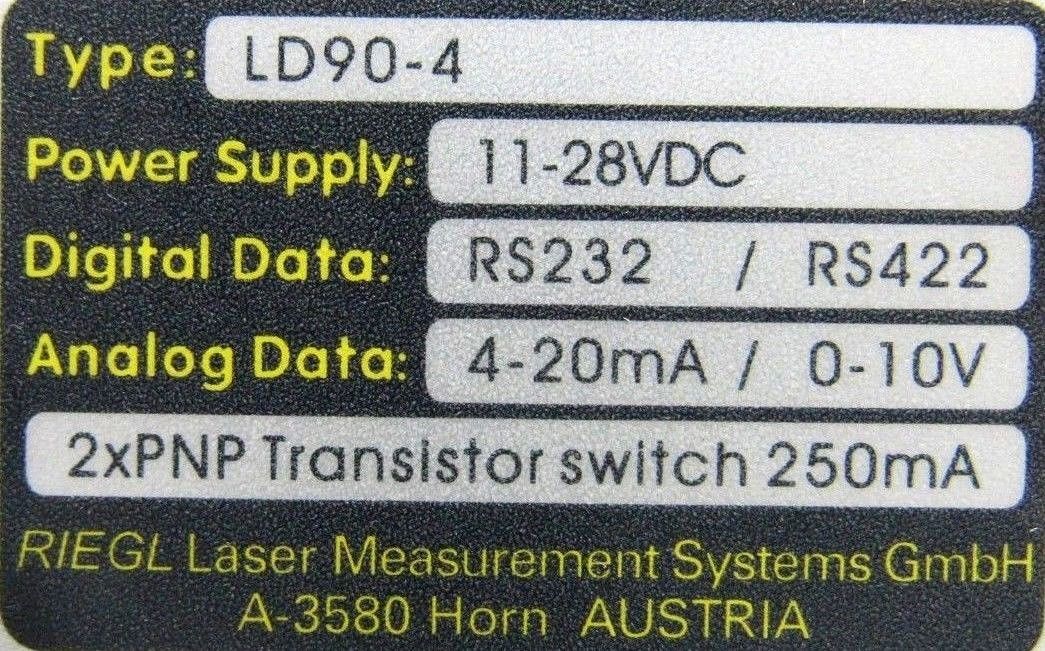 Type: LD90-4
Power Supply: 11-28VDC
Digital Data: RS232 / RS422
Analog Data: 4-20mA / 0-10V
2xPNP Transistor switch 250mA
RIEGL Laser Measurement Systems GmbH
A-3580 Horn AUSTRIA